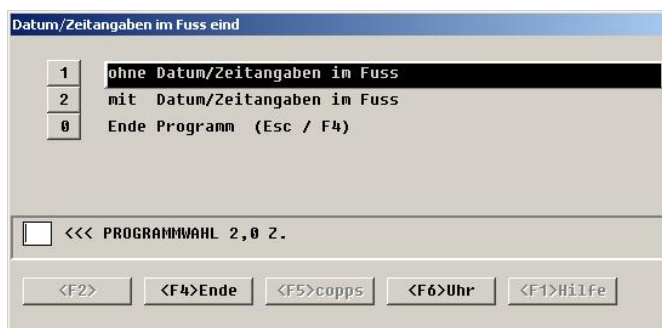 Datum/Zeitangaben im Fuss eind
1 ohne Datum/Zeitangaben im Fuss
2 mit Datum/Zeitangaben im Fuss
0 Ende Programm (Esc / F4)
<<< PROGRAMMWAHL 2,0 Z.
<F2> <F4>Ende <F5>copps <F6>Uhr <F1>Hilfe